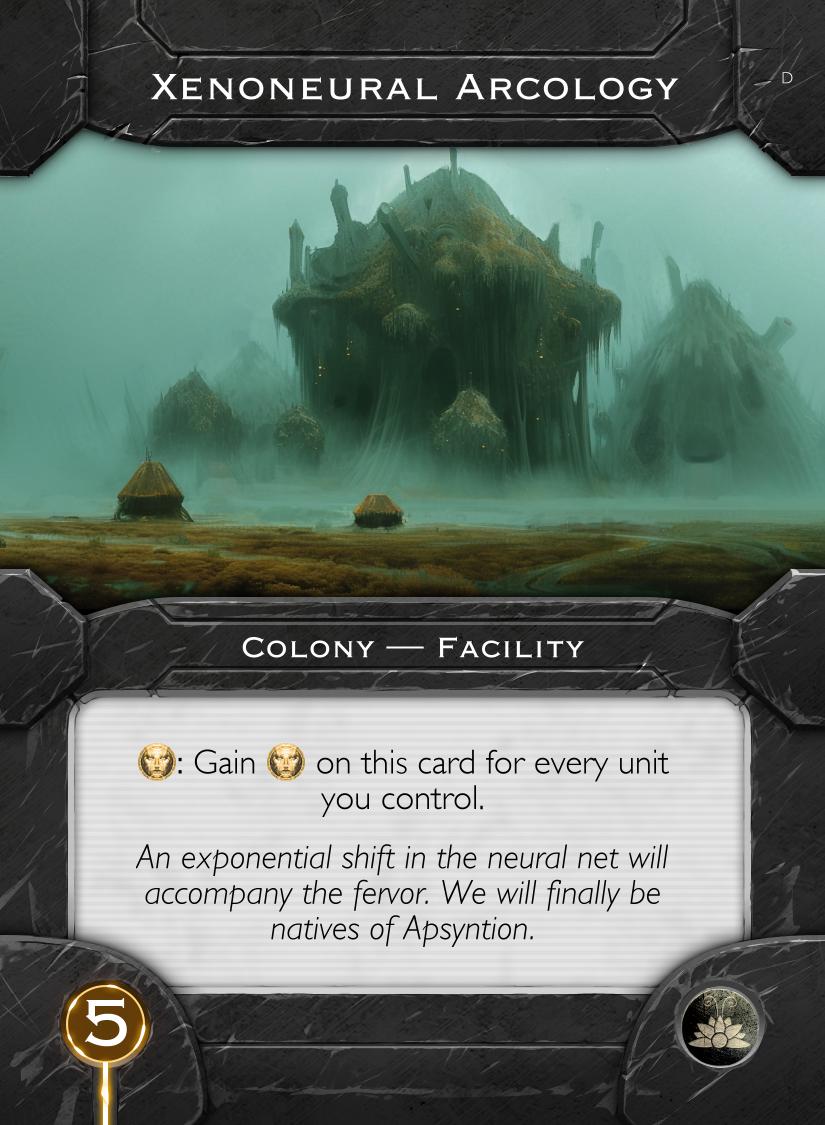 Xenoneural Arcology
D
Colony — Facility
: Gain on this card for every unit
you control.
An exponential shift in the neural net will
accompany the fervor. We will finally be
natives of Apsyntion.
5